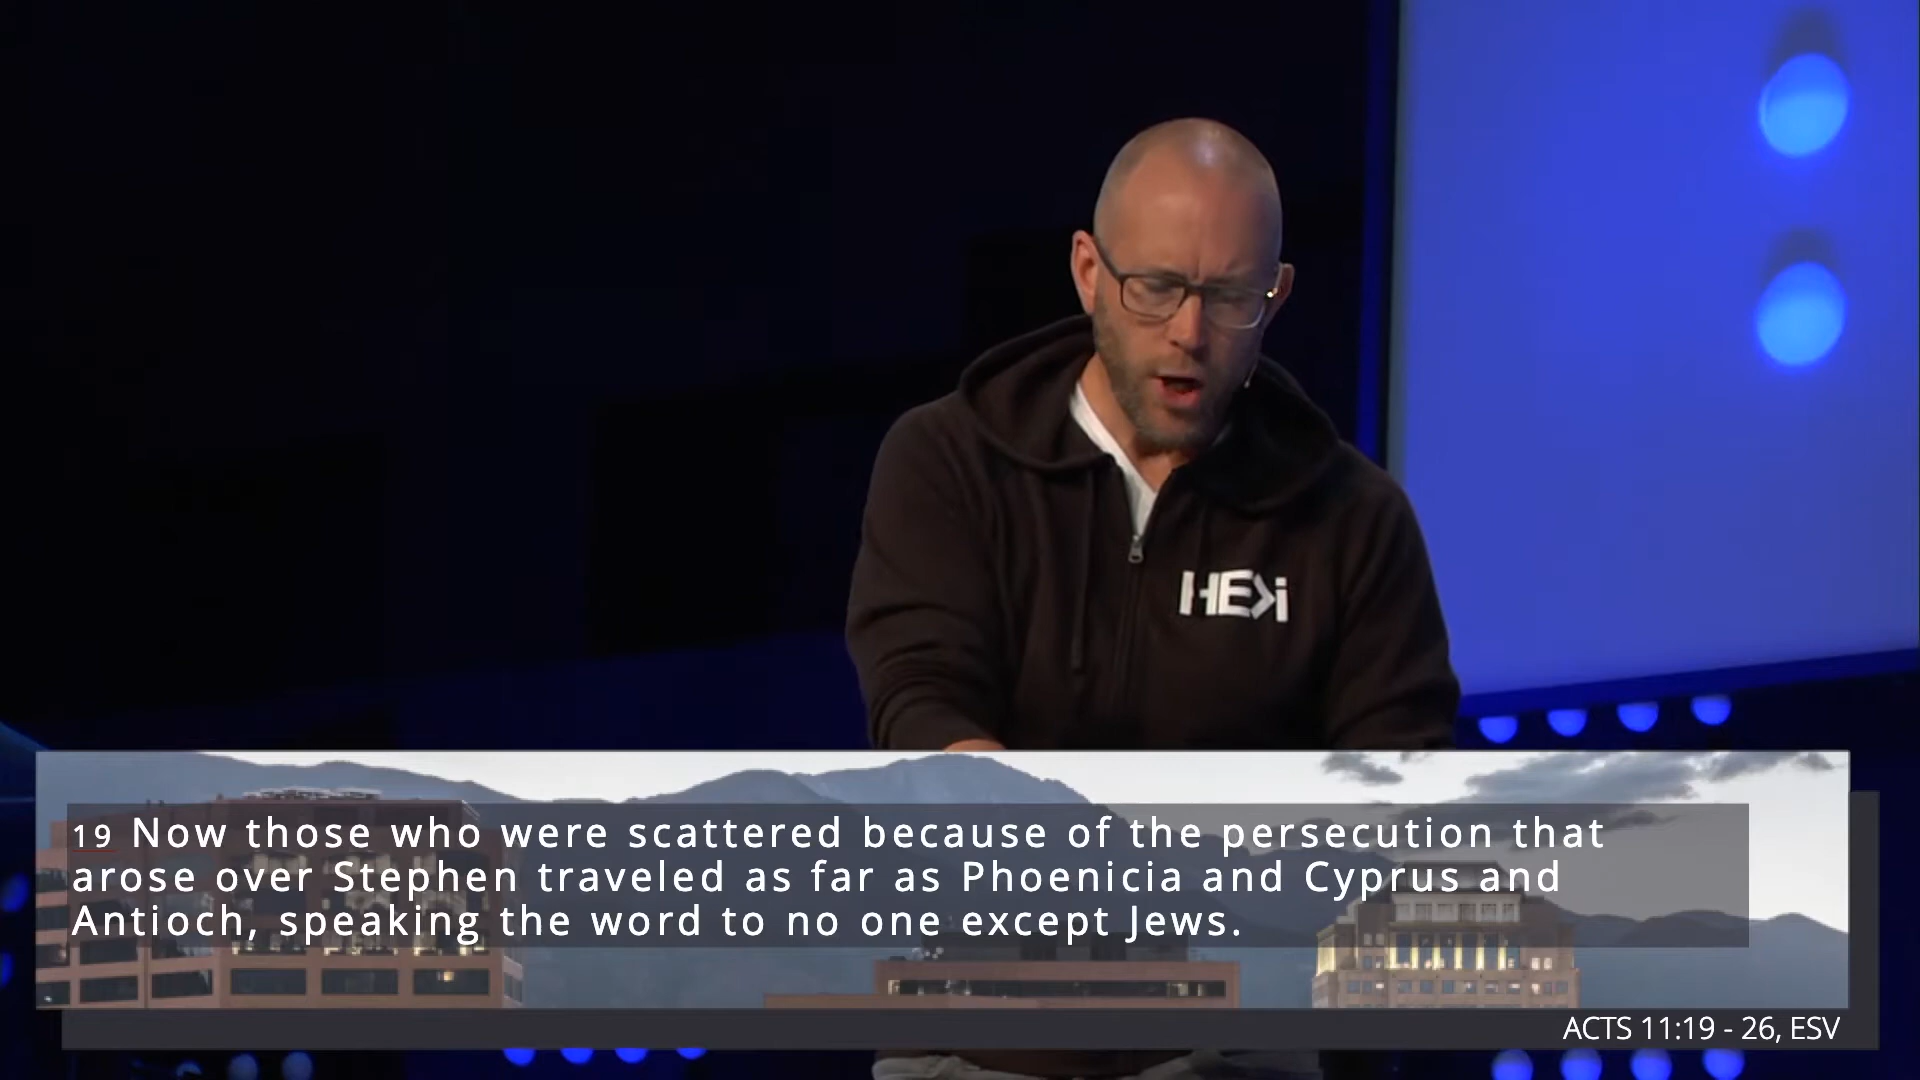 HE>i
19 Now those who were scattered because of the persecution that
arose over Stephen traveled as far as Phoenicia and Cyprus and
Antioch, speaking the word to no one except Jews.
ACTS 11:19 - 26, ESV